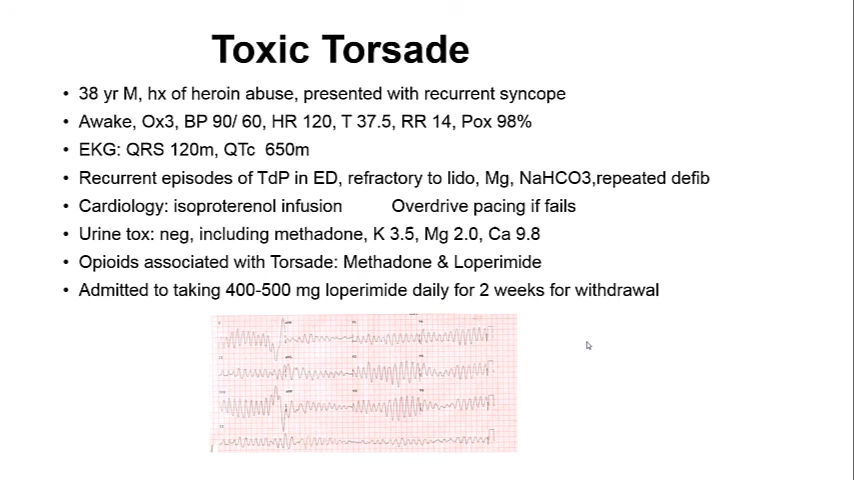 Toxic Torsade
• 38 yr M, hx of heroin abuse, presented with recurrent syncope
• Awake, Ox3, BP 90/ 60, HR 120, T 37.5, RR 14, Pox 98%
• EKG: QRS 120m, QTc 650m
• Recurrent episodes of TdP in ED, refractory to lido, Mg, NaHCO3,repeated defib
• Cardiology: isoproterenol infusion Overdrive pacing if fails
• Urine tox: neg, including methadone, K 3.5, Mg 2.0, Ca 9.8
• Opioids associated with Torsade: Methadone & Loperimide
• Admitted to taking 400-500 mg loperimide daily for 2 weeks for withdrawal